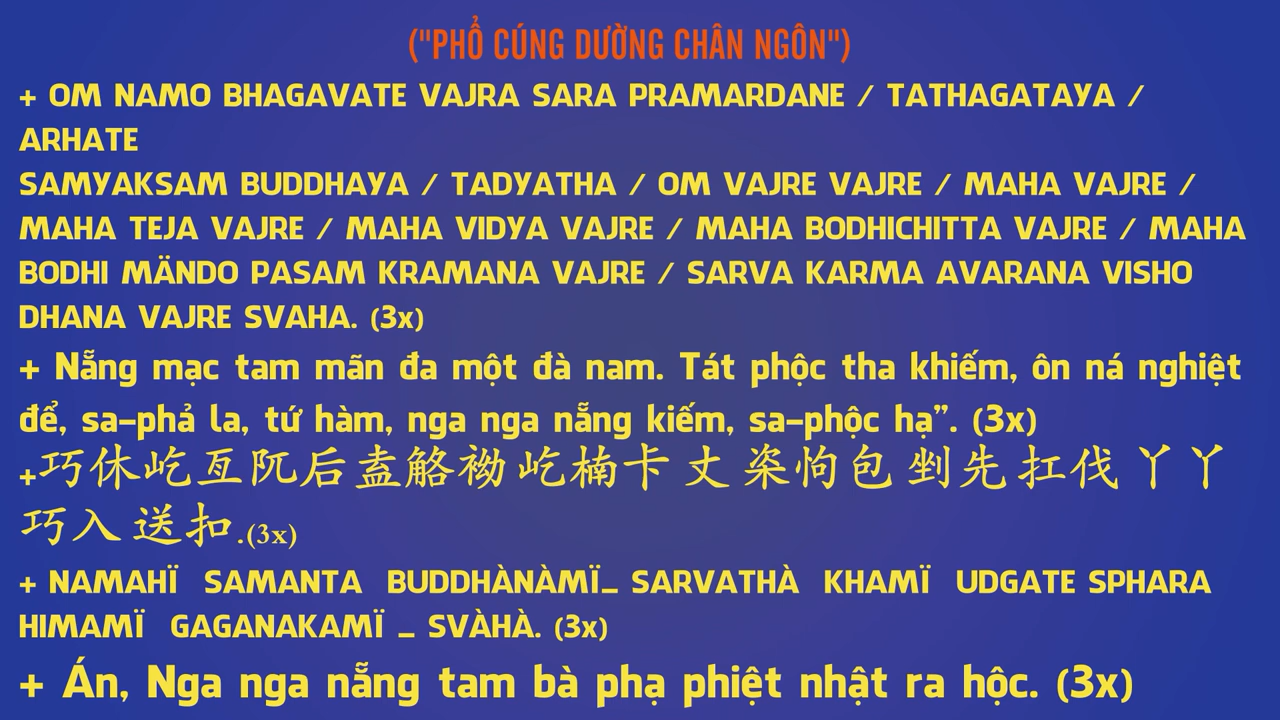 ("PHỔ CÚNG DƯỜNG CHÂN NGÔN")
+ OM NAMO BHAGAVATE VAJRA SARA PRAMARDANE / TATHAGATAYA /
ARHATE
SAMYAKSAM BUDDHAYA / TADYATHA / OM VAJRE VAJRE / MAHA VAJRE /
MAHA TEJA VAJRE / MAHA VIDYA VAJRE / MAHA BODHICHITTA VAJRE / MAHA
BODHI MÄNDO PASAM KRAMANA VAJRE / SARVA KARMA AVARANA VISHO
DHANA VAJRE SVAHA. (3x)
+ Nẵng mạc tam mãn đa một đà nam. Tát phộc tha khiếm, ôn ná nghiệt
để, sa-phả la, tứ hàm, nga nga nẵng kiếm, sa-phộc hạ”. (3x)
+巧休屹亙阢后盍觡袎屹楠卡 丈 楶怐包 剉先 扛伐 丫丫
巧入 送扣.(3x)
+ NAMAHÏ SAMANTA BUDDHÀNÀMÏ_ SARVATHÀ KHAMÏ UDGATE SPHARA
HIMAMÏ GAGANAKAMÏ _ SVÀHÀ. (3x)
+ Án, Nga nga nẵng tam bà phạ phiệt nhật ra hộc. (3x)